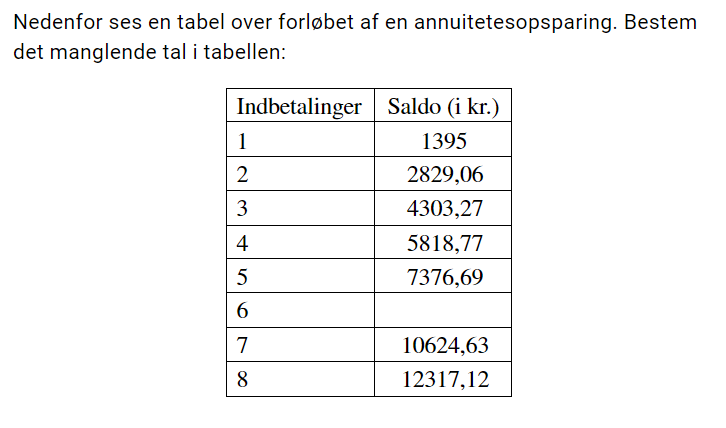 Nedenfor ses en tabel over forløbet af en annuitetesopsparing. Bestem
det manglende tal i tabellen:
Indbetalinger Saldo (i kr.)
1 1395
2 2829,06
3 4303,27
4 5818,77
5 7376,69
6
7 10624,63
8 12317,12